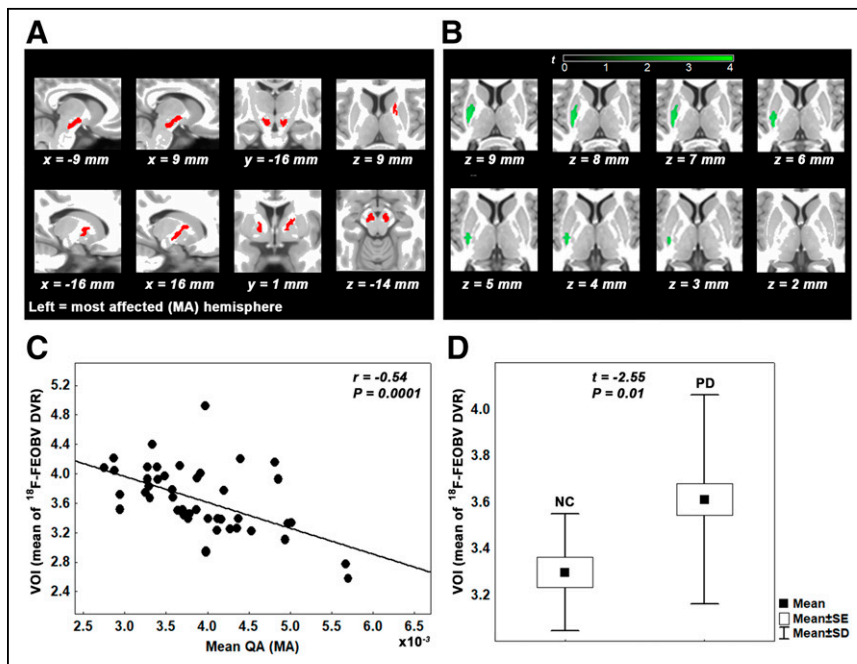 A
x = -9 mm
x = 9 mm
y = -16 mm
z = 9 mm
x = -16 mm
x = 16 mm
y = 1 mm
z = -14 mm
Left = most affected (MA) hemisphere
B
t
0 1 2 3 4
z = 9 mm
z = 8 mm
z = 7 mm
z = 6 mm
z = 5 mm
z = 4 mm
z = 3 mm
z = 2 mm
C
r = -0.54
P = 0.0001
VOI (mean of ¹⁸F-FEOBV DVR)
5.2
4.8
4.4
4.0
3.6
3.2
2.8
2.4
2.5 3.0 3.5 4.0 4.5 5.0 5.5 6.0 6.5
x10⁻³
Mean QA (MA)
D
t = -2.55
P = 0.01
VOI (mean of ¹⁸F-FEOBV DVR)
4.0
3.8
3.6
3.4
3.2
NC
PD
Mean
Mean±SE
Mean±SD